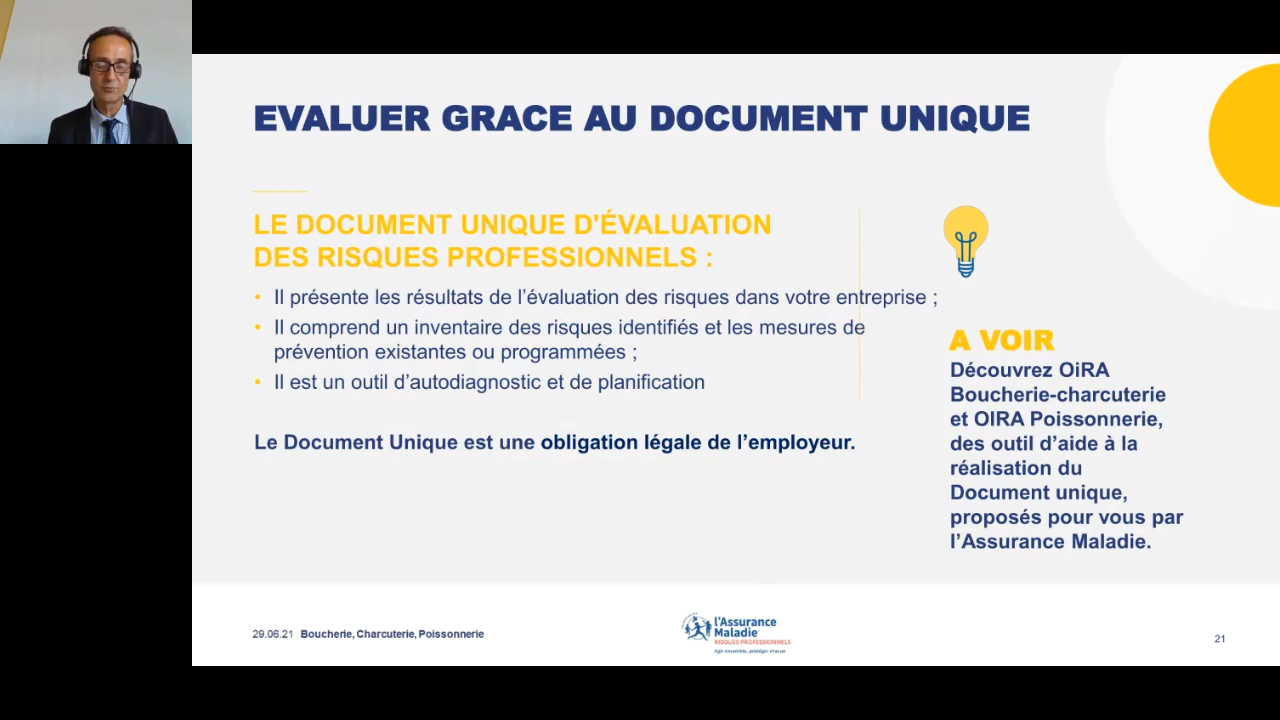 EVALUER GRACE AU DOCUMENT UNIQUE
LE DOCUMENT UNIQUE D'ÉVALUATION
DES RISQUES PROFESSIONNELS :
• Il présente les résultats de l’évaluation des risques dans votre entreprise ;
• Il comprend un inventaire des risques identifiés et les mesures de
prévention existantes ou programmées ;
• Il est un outil d’autodiagnostic et de planification
Le Document Unique est une obligation légale de l’employeur.
A VOIR
Découvrez OiRA
Boucherie-charcuterie
et OIRA Poissonnerie,
des outil d’aide à la
réalisation du
Document unique,
proposés pour vous par
l’Assurance Maladie.
29.06.21 Boucherie, Charcuterie, Poissonnerie
l’Assurance
Maladie
RISQUES PROFESSIONNELS
Agir ensemble, protéger chacun
21